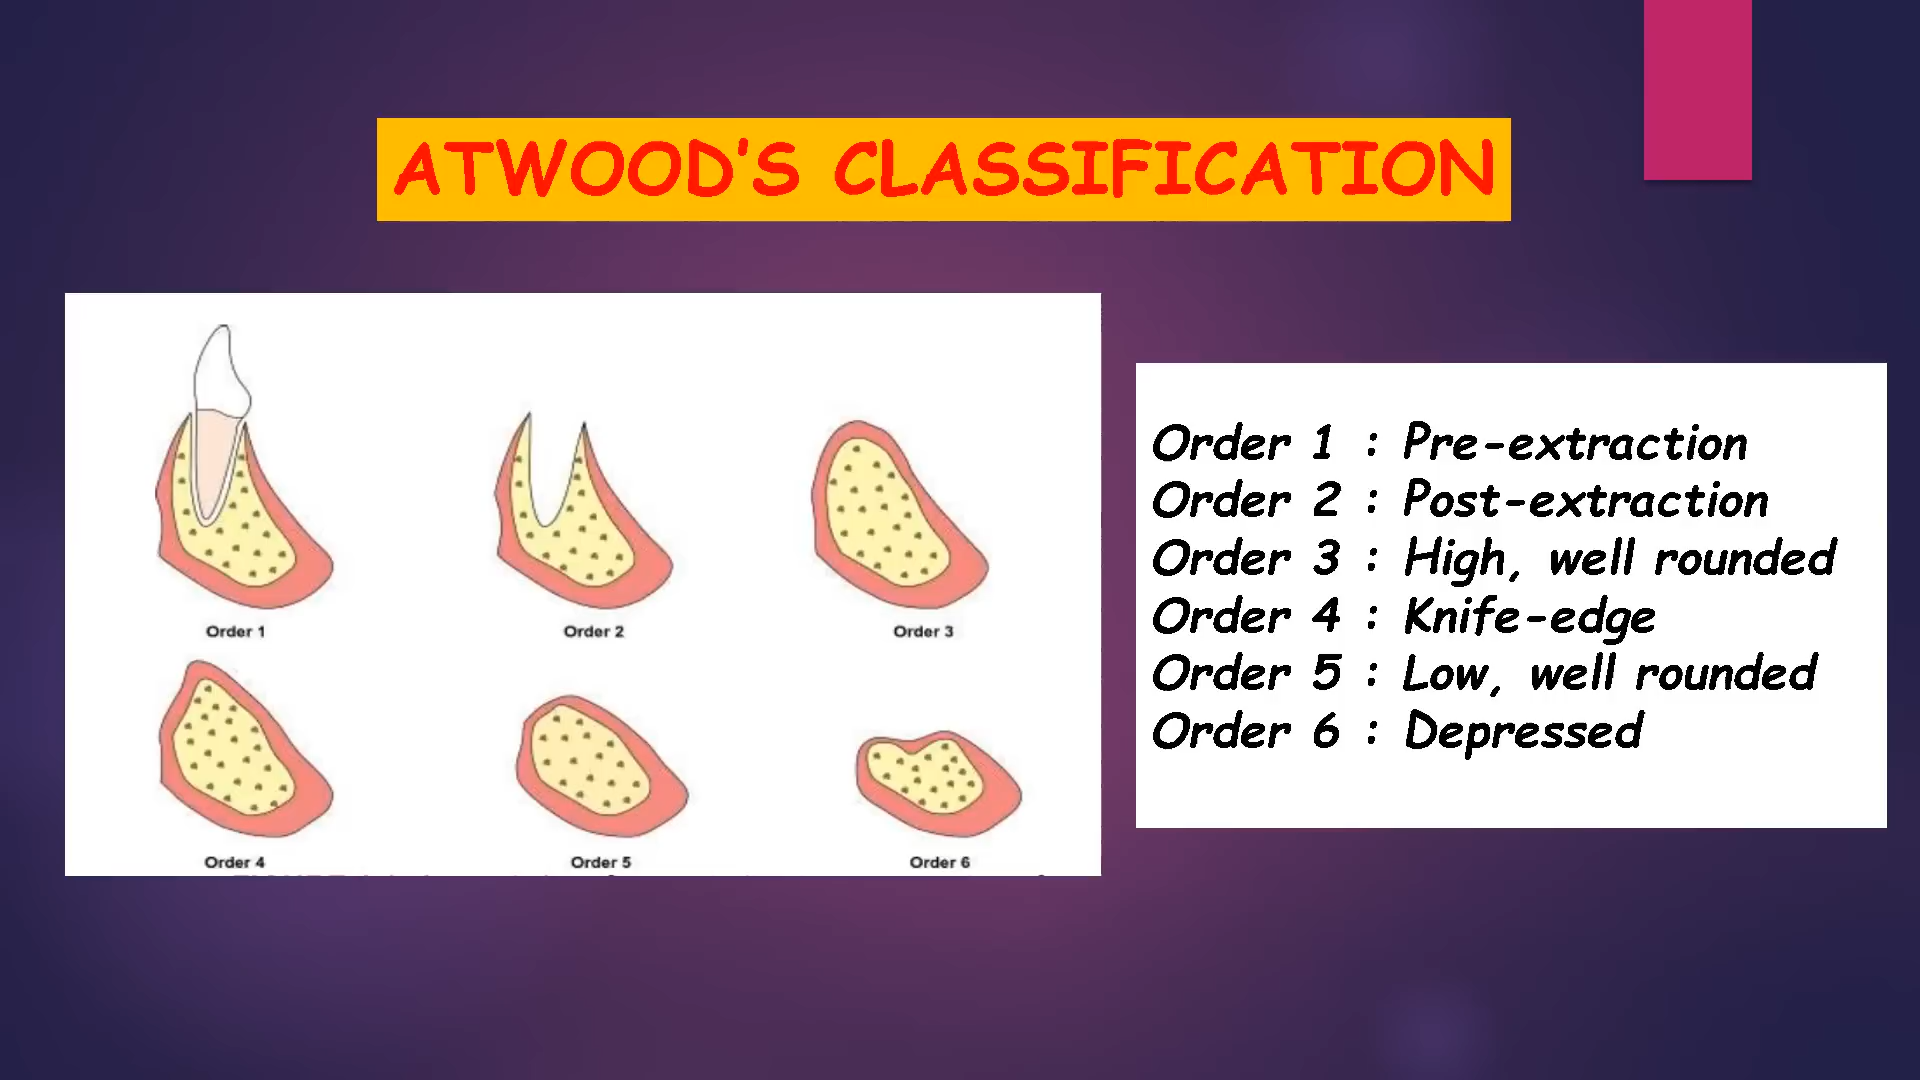 ATWOOD'S CLASSIFICATION
Order 1
Order 2
Order 3
Order 4
Order 5
Order 6
Order 1 : Pre-extraction
Order 2 : Post-extraction
Order 3 : High, well rounded
Order 4 : Knife-edge
Order 5 : Low, well rounded
Order 6 : Depressed